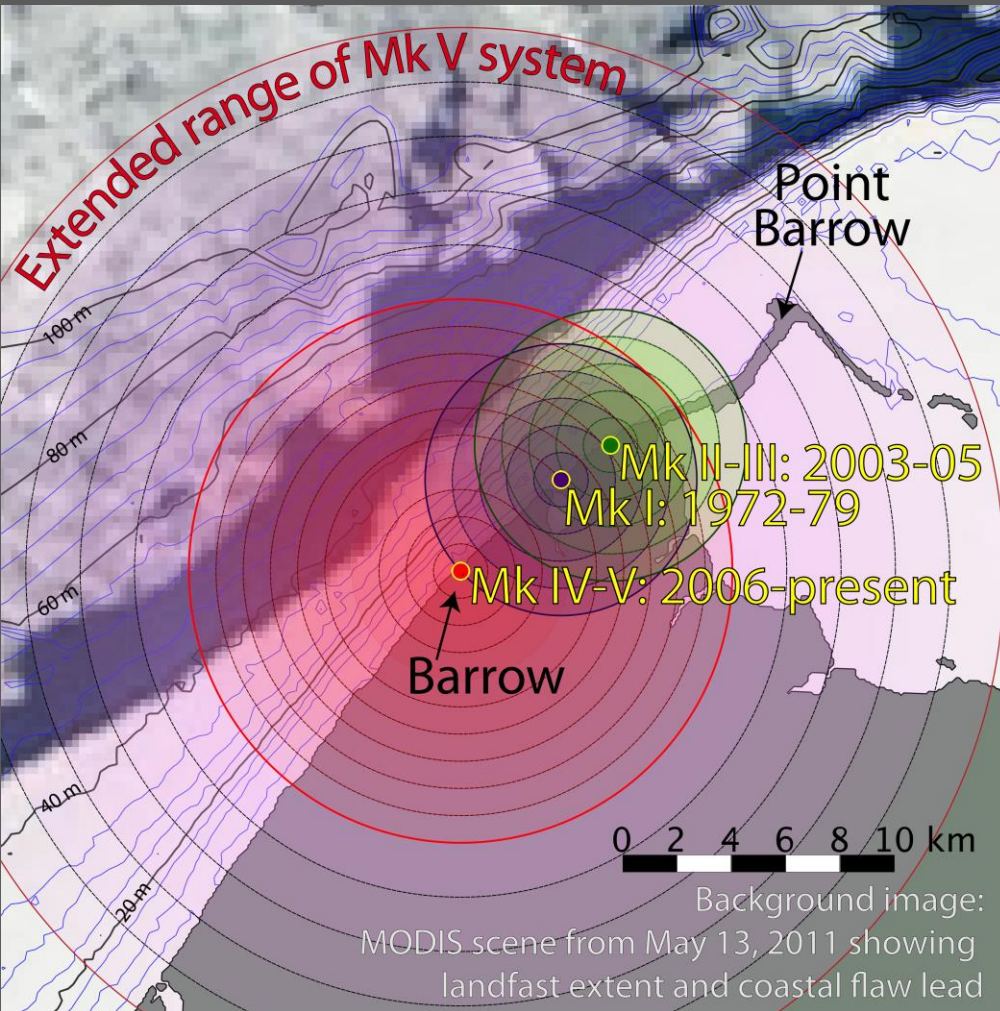 Extended range of Mk V system
Point
Barrow
100 m
80 m
Mk II-III: 2003-05
Mk I: 1972-79
Mk IV-V: 2006-present
60 m
Barrow
40 m
0 2 4 6 8 10 km
20 m
Background image:
MODIS scene from May 13, 2011 showing
landfast extent and coastal flaw lead